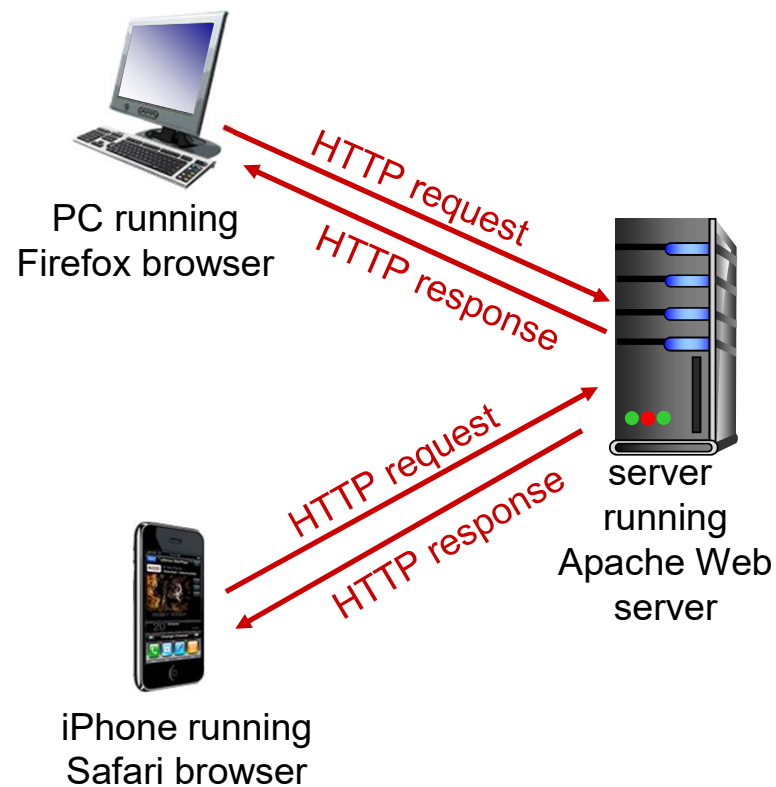 HTTP request
HTTP response
PC running
Firefox browser
HTTP request
HTTP response
server
running
Apache Web
server
iPhone running
Safari browser